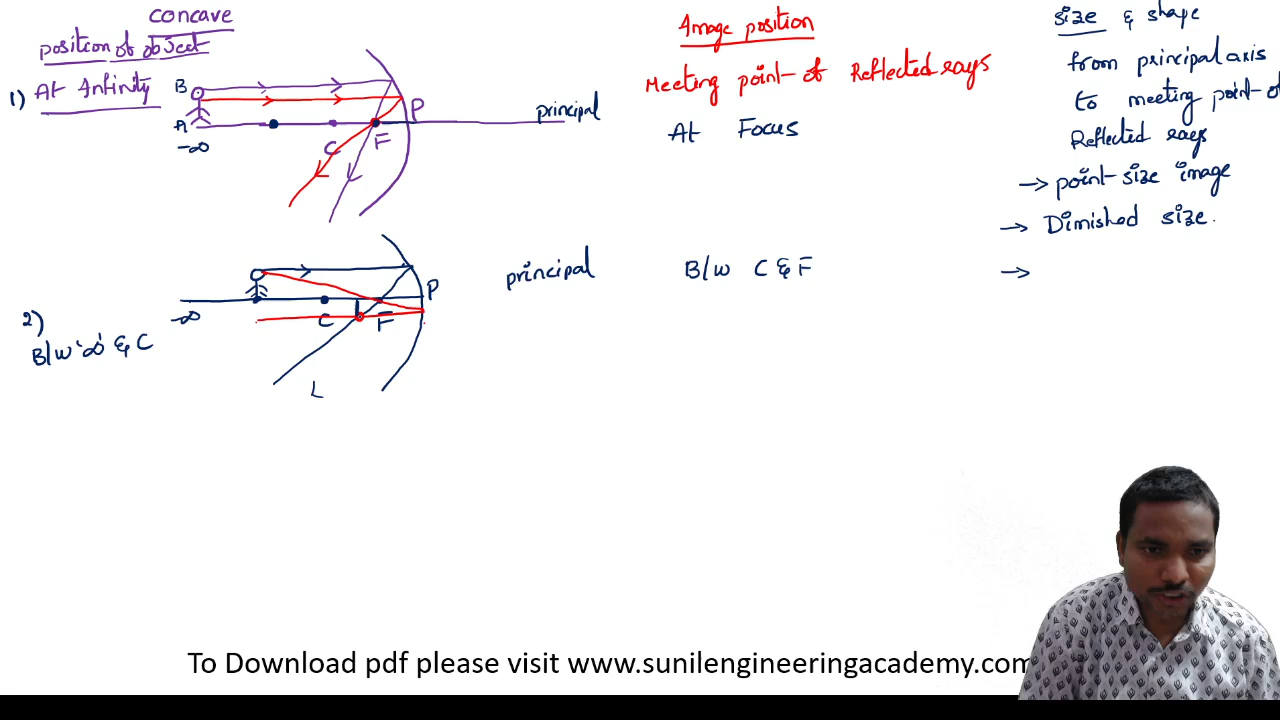 concave
position of object
1) At Infinity
B
A
-∞
C
F
P
principal
Image position
Meeting point of Reflected rays
At Focus
size & shape
from principal axis
to meeting point of
Reflected rays
→ point size image
→ Dimished size.
2)
B/w '∞' & C
-∞
C
F
P
L
principal
B/w C & F
→
To Download pdf please visit www.sunilengineeringacademy.com